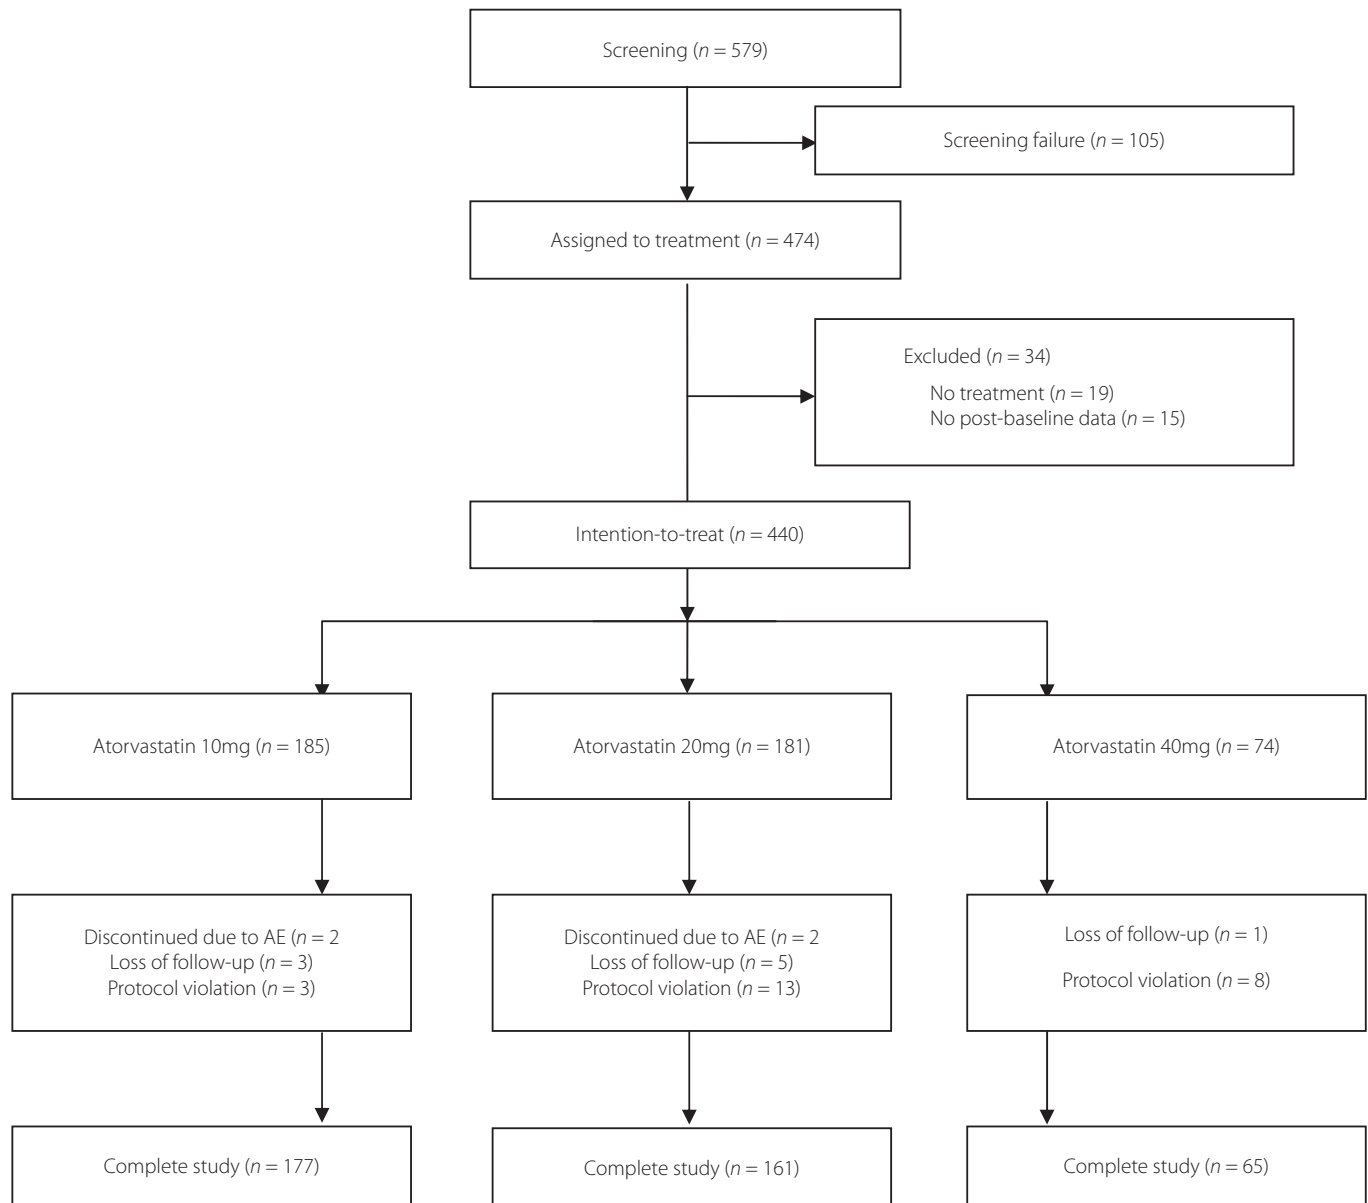 Screening (n = 579)
Screening failure (n = 105)
Assigned to treatment (n = 474)
Excluded (n = 34)
No treatment (n = 19)
No post-baseline data (n = 15)
Intention-to-treat (n = 440)
Atorvastatin 10mg (n = 185)
Atorvastatin 20mg (n = 181)
Atorvastatin 40mg (n = 74)
Discontinued due to AE (n = 2
Loss of follow-up (n = 3)
Protocol violation (n = 3)
Discontinued due to AE (n = 2
Loss of follow-up (n = 5)
Protocol violation (n = 13)
Loss of follow-up (n = 1)
Protocol violation (n = 8)
Complete study (n = 177)
Complete study (n = 161)
Complete study (n = 65)